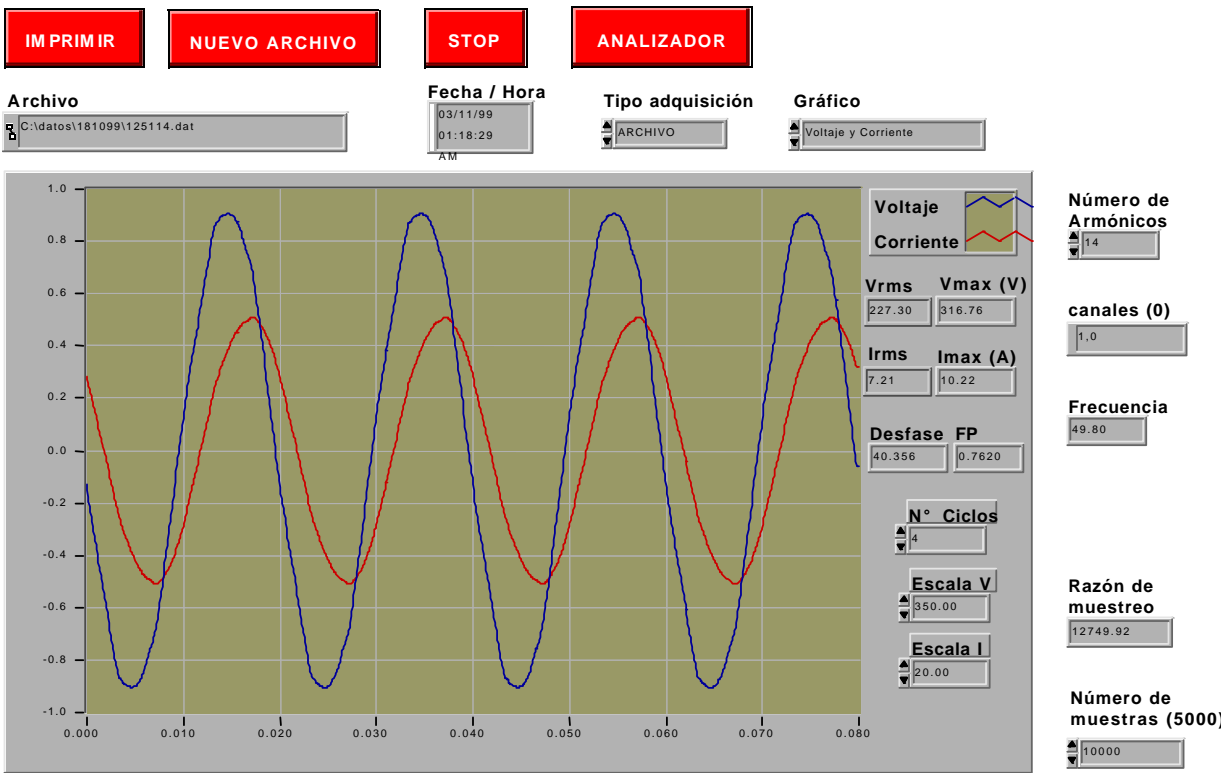 IMPRIMIR
NUEVO ARCHIVO
STOP
ANALIZADOR
Archivo
C:\datos\181099\125114.dat
Fecha / Hora
03/11/99
01:18:29
AM
Tipo adquisición
ARCHIVO
Gráfico
Voltaje y Corriente
1.0
0.8
0.6
0.4
0.2
0.0
-0.2
-0.4
-0.6
-0.8
-1.0
0.000 0.010 0.020 0.030 0.040 0.050 0.060 0.070 0.080
Voltaje
Corriente
Vrms Vmax (V)
227.30 316.76
Irms Imax (A)
7.21 10.22
Desfase FP
40.356 0.7620
N° Ciclos
4
Escala V
350.00
Escala I
20.00
Número de
Armónicos
14
canales (0)
1,0
Frecuencia
49.80
Razón de
muestreo
12749.92
Número de
muestras (5000)
10000